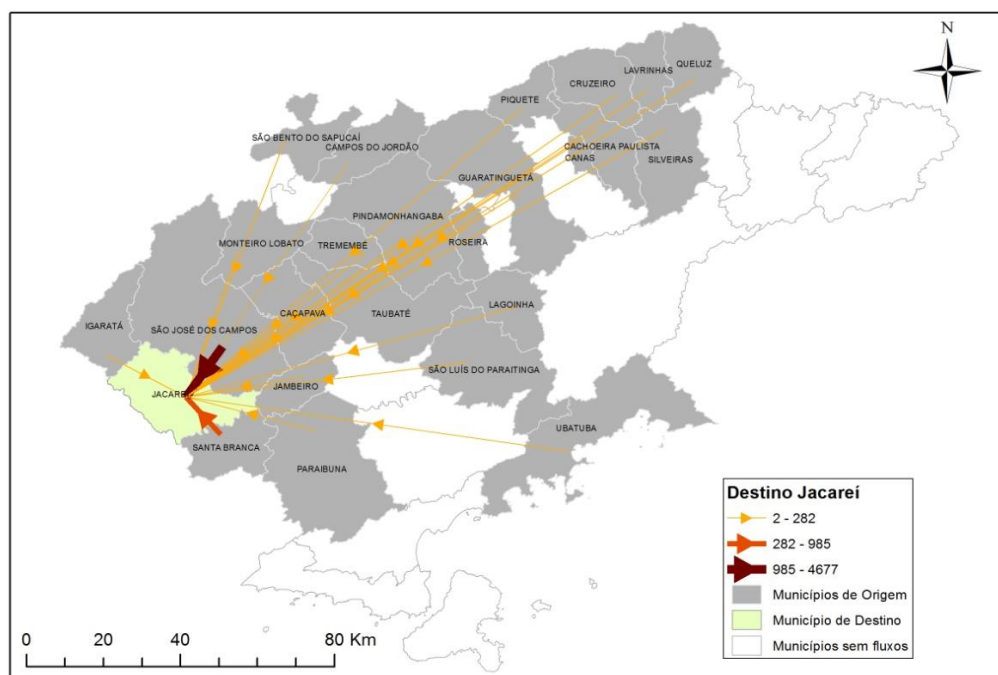 N
QUELUZ
LAVRINHAS
CRUZEIRO
PIQUETE
SÃO BENTO DO SAPUCAÍ
CAMPOS DO JORDÃO
CACHOEIRA PAULISTA
CANAS
SILVEIRAS
GUARATINGUETÁ
PINDAMONHANGABA
MONTEIRO LOBATO
TREMEMBÉ
ROSEIRA
LAGOINHA
IGARATÁ
SÃO JOSÉ DOS CAMPOS
CAÇAPAVA
TAUBATÉ
SÃO LUÍS DO PARAITINGA
JACAREÍ
JAMBEIRO
UBATUBA
SANTA BRANCA
PARAIBUNA
Destino Jacareí
2 - 282
282 - 985
985 - 4677
Municípios de Origem
Município de Destino
Municípios sem fluxos
0 20 40 80 Km